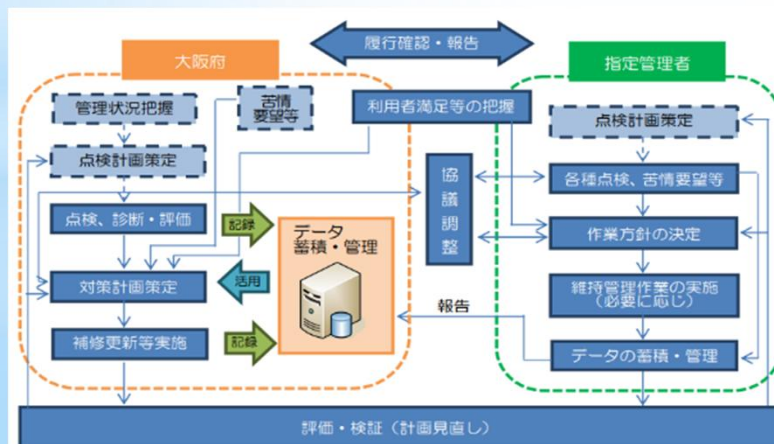 履行確認・報告
大阪府
指定管理者
管理状況把握
苦情
要望等
利用者満足等の把握
点検計画策定
点検計画策定
協議調整
各種点検、苦情要望等
点検、診断・評価
記録
データ
蓄積・管理
作業方針の決定
対策計画策定
活用
維持管理作業の実施
(必要に応じ)
報告
補修更新等実施
記録
データの蓄積・管理
評価・検証(計画見直し)